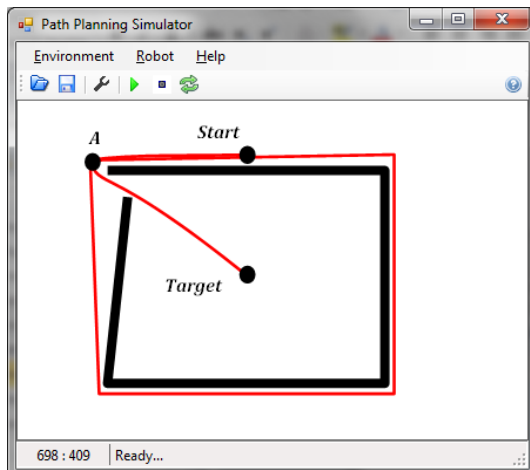 Path Planning Simulator
Environment Robot Help
Start
A
Target
698 : 409 Ready...